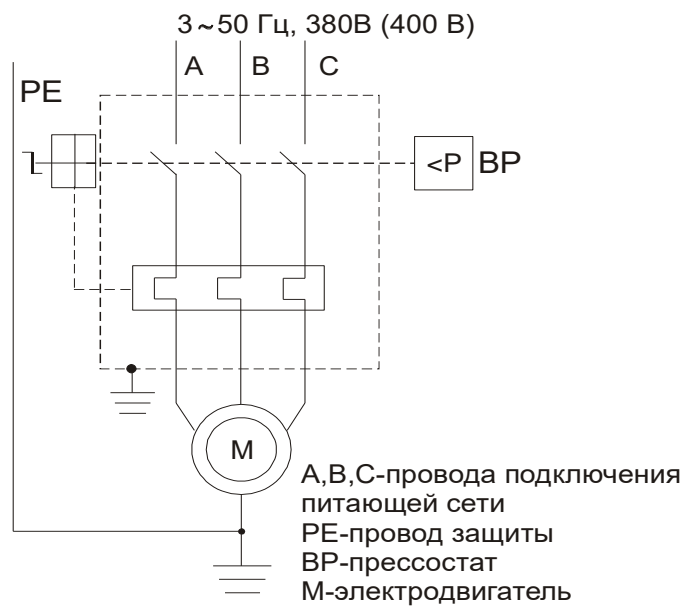 3~50 Гц, 380В (400 В)
A B C
PE
<P BP
M
A,B,C-провода подключения
питающей сети
PE-провод защиты
BP-прессостат
M-электродвигатель